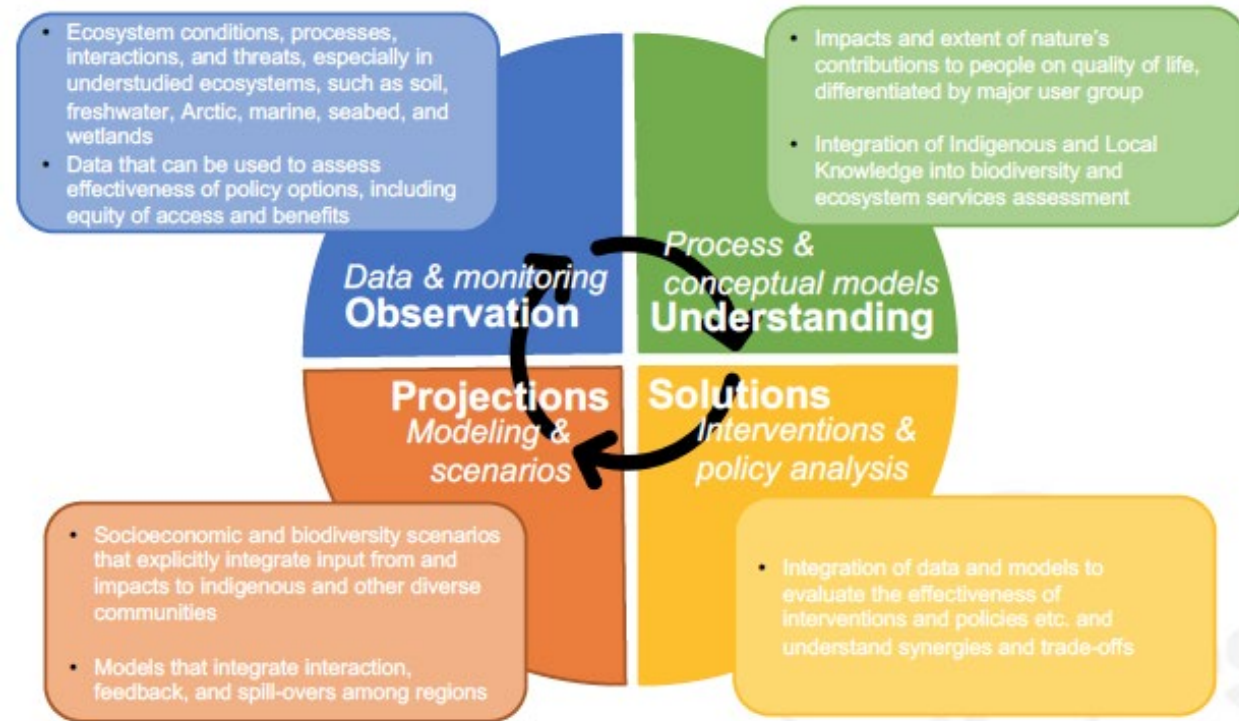 • Ecosystem conditions, processes,
interactions, and threats, especially in
understudied ecosystems, such as soil,
freshwater, Arctic, marine, seabed, and
wetlands
• Data that can be used to assess
effectiveness of policy options, including
equity of access and benefits
• Impacts and extent of nature's
contributions to people on quality of life,
differentiated by major user group
• Integration of Indigenous and Local
Knowledge into biodiversity and
ecosystem services assessment
Data & monitoring
Observation
Process &
conceptual models
Understanding
Projections
Modeling &
scenarios
Solutions
Interventions &
policy analysis
• Socioeconomic and biodiversity scenarios
that explicitly integrate input from and
impacts to indigenous and other diverse
communities
• Models that integrate interaction,
feedback, and spill-overs among regions
• Integration of data and models to
evaluate the effectiveness of
interventions and policies etc. and
understand synergies and trade-offs